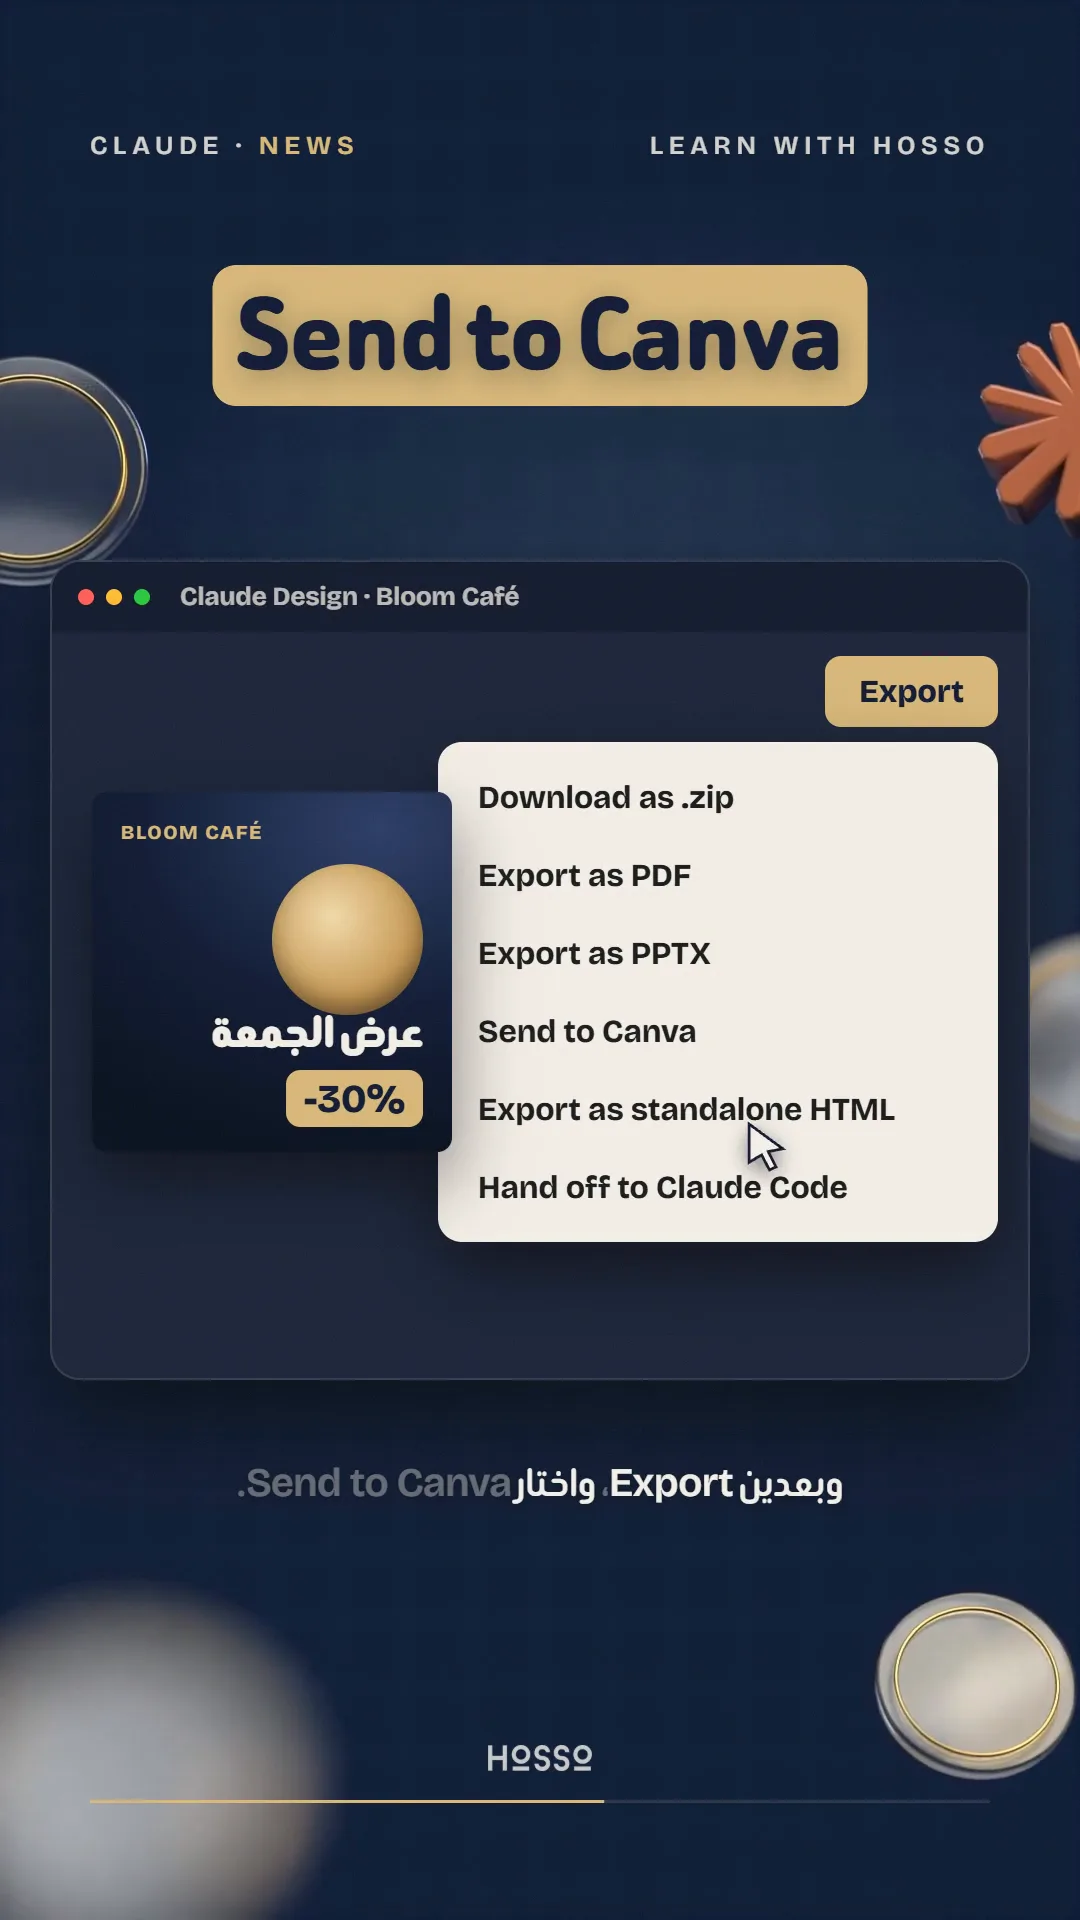 CLAUDE · NEWS
LEARN WITH HOSSO
Send to Canva
Claude Design · Bloom Café
Export
Download as .zip
Export as PDF
Export as PPTX
Send to Canva
Export as standalone HTML
Hand off to Claude Code
BLOOM CAFÉ
عرض الجمعة
-30%
وبعدين Export، واختار Send to Canva.
HOSSO